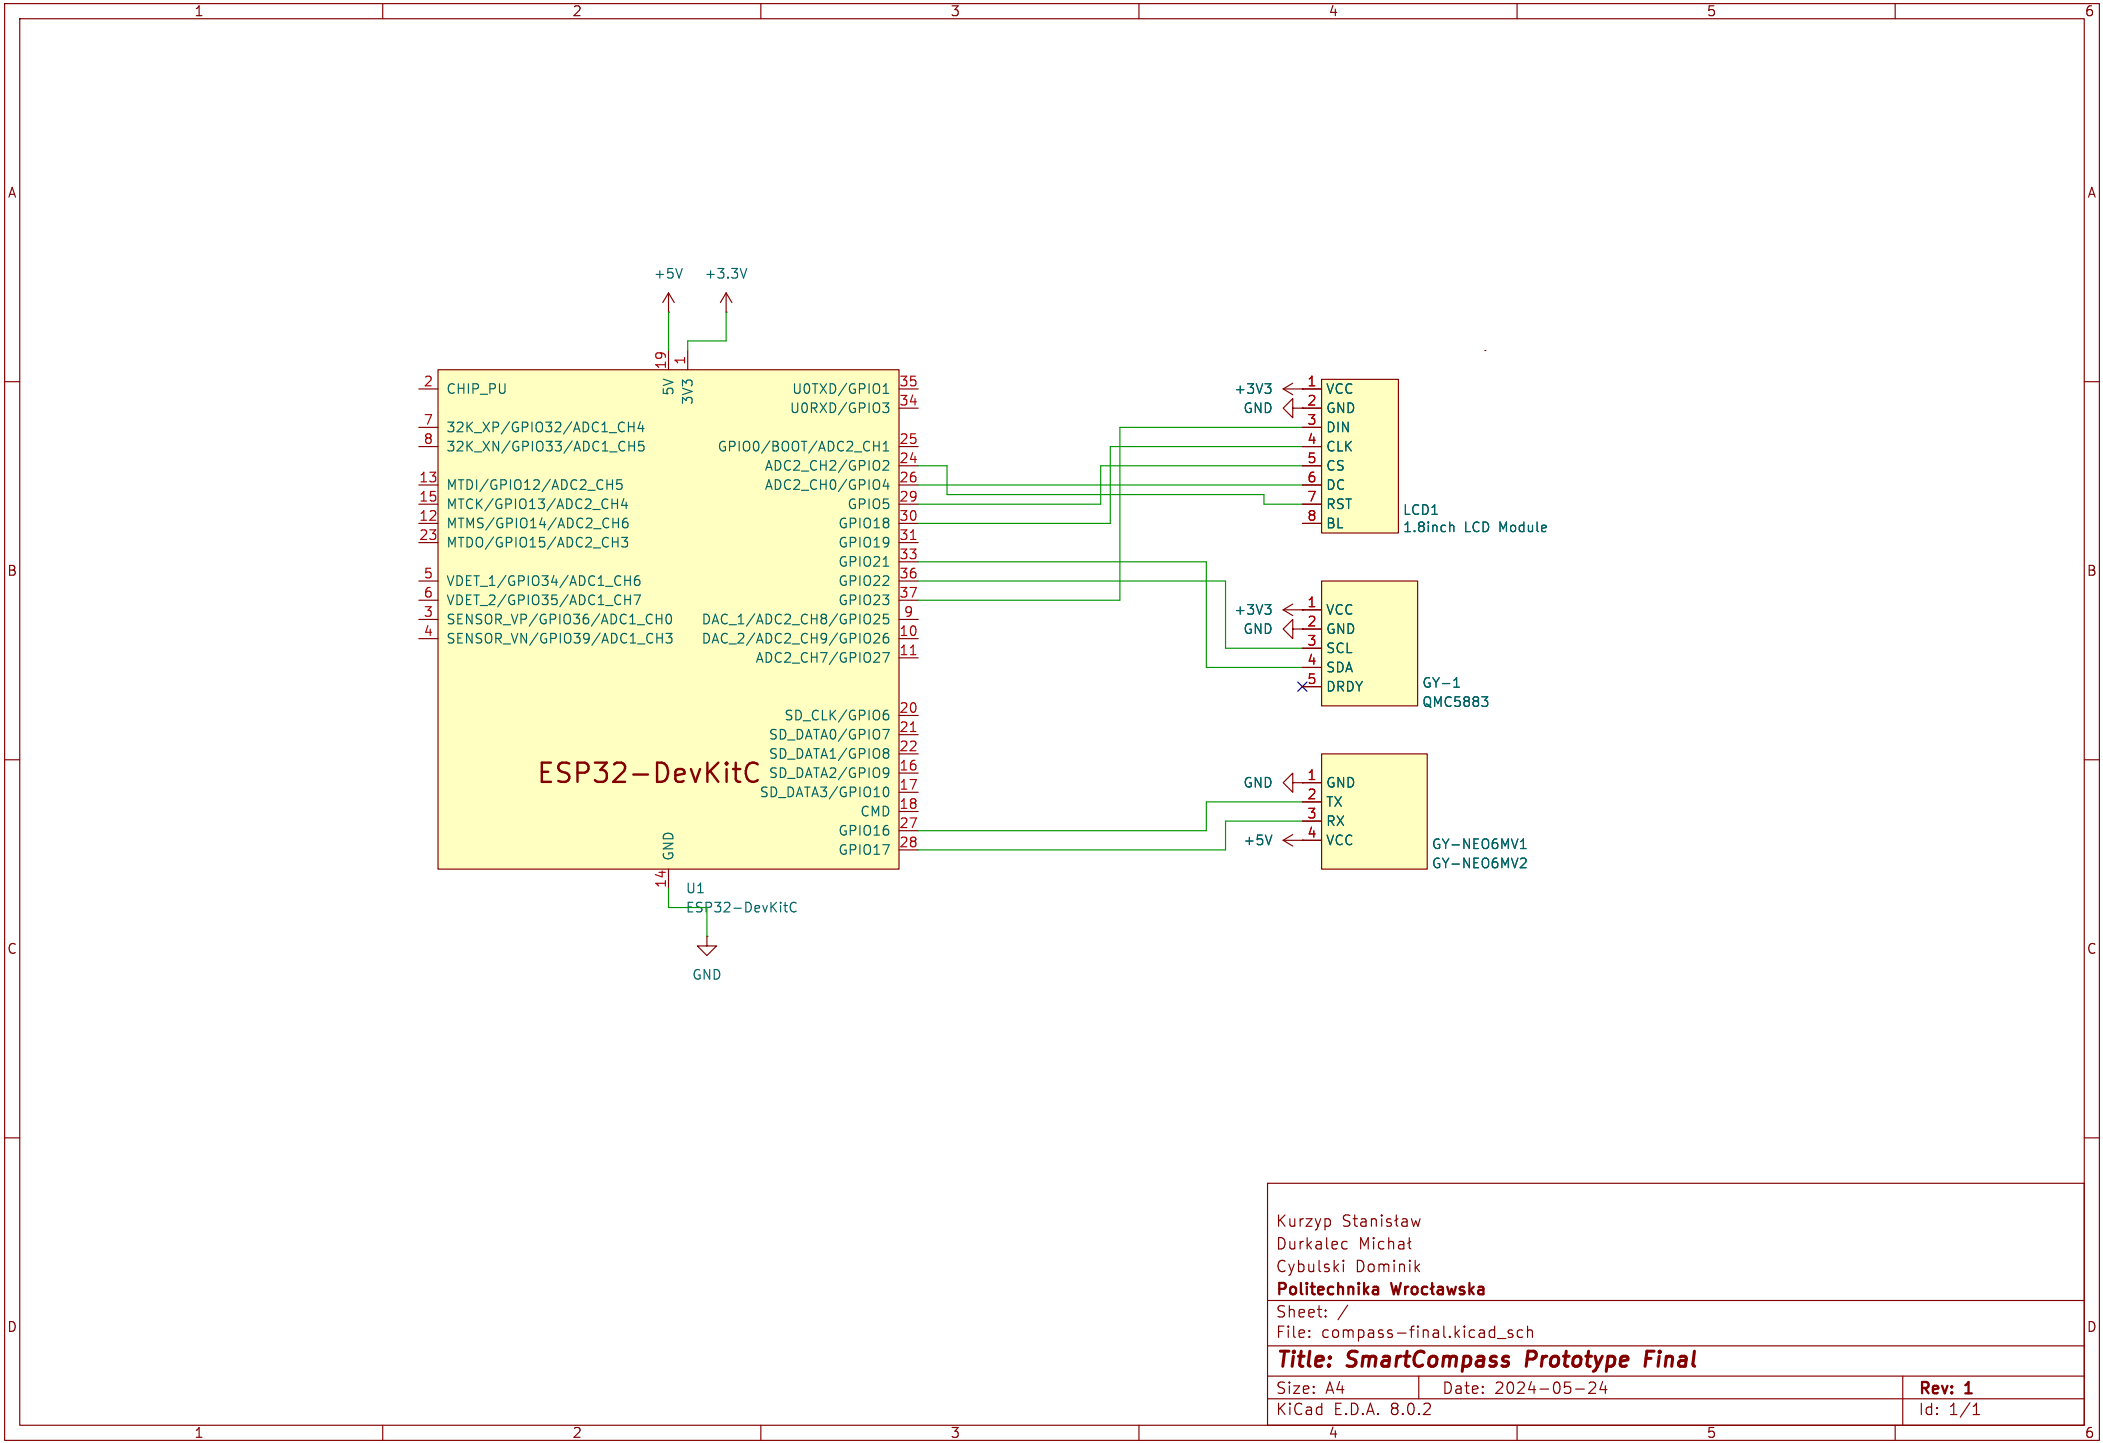 1 2 3 4 5 6
A A
B B
C C
D D
+5V +3.3V
19 1
5V 3V3
2 CHIP_PU
7 32K_XP/GPIO32/ADC1_CH4
8 32K_XN/GPIO33/ADC1_CH5
13 MTDI/GPIO12/ADC2_CH5
15 MTCK/GPIO13/ADC2_CH4
12 MTMS/GPIO14/ADC2_CH6
23 MTDO/GPIO15/ADC2_CH3
5 VDET_1/GPIO34/ADC1_CH6
6 VDET_2/GPIO35/ADC1_CH7
3 SENSOR_VP/GPIO36/ADC1_CH0
4 SENSOR_VN/GPIO39/ADC1_CH3
U0TXD/GPIO1 35
U0RXD/GPIO3 34
GPIO0/BOOT/ADC2_CH1 25
ADC2_CH2/GPIO2 24
ADC2_CH0/GPIO4 26
GPIO5 29
GPIO18 30
GPIO19 31
GPIO21 33
GPIO22 36
GPIO23 37
DAC_1/ADC2_CH8/GPIO25 9
DAC_2/ADC2_CH9/GPIO26 10
ADC2_CH7/GPIO27 11
SD_CLK/GPIO6 20
SD_DATA0/GPIO7 21
SD_DATA1/GPIO8 22
SD_DATA2/GPIO9 16
SD_DATA3/GPIO10 17
CMD 18
GPIO16 27
GPIO17 28
ESP32-DevKitC
GND
14
U1
ESP32-DevKitC
GND
+3V3 1 VCC
GND 2 GND
3 DIN
4 CLK
5 CS
6 DC
7 RST
8 BL
LCD1
1.8inch LCD Module
+3V3 1 VCC
GND 2 GND
3 SCL
4 SDA
5 DRDY
GY-1
QMC5883
GND 1 GND
2 TX
3 RX
+5V 4 VCC
GY-NEO6MV1
GY-NEO6MV2
Kurzyp Stanisław
Durkalec Michał
Cybulski Dominik
Politechnika Wrocławska
Sheet: /
File: compass-final.kicad_sch
Title: SmartCompass Prototype Final
Size: A4 Date: 2024-05-24 Rev: 1
KiCad E.D.A. 8.0.2 Id: 1/1
1 2 3 4 5 6